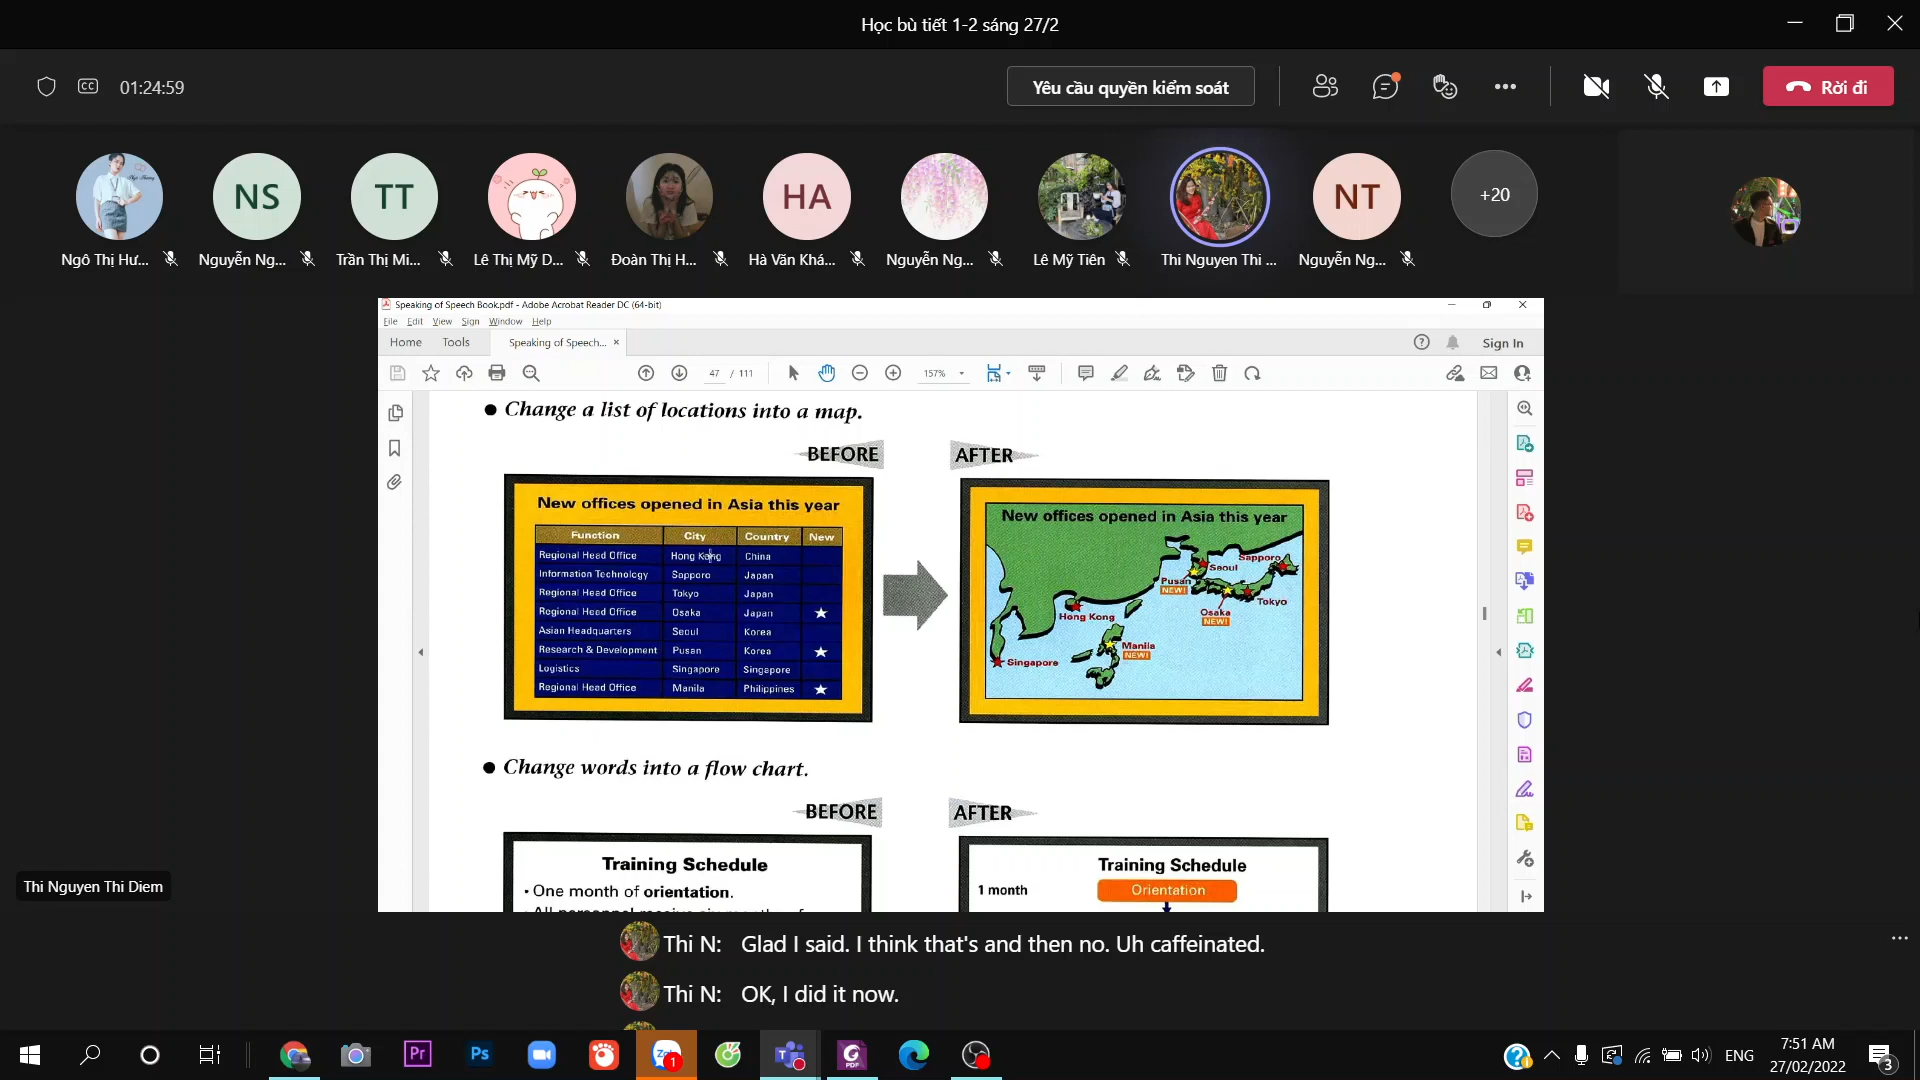 Học bù tiết 1-2 sáng 27/2
CC
01:24:59
Yêu cầu quyền kiểm soát
Rời đi
NS
TT
HA
NT
+20
Ngô Thị Hư...
Nguyễn Ng...
Trần Thị Mi...
Lê Thị Mỹ D...
Đoàn Thị H...
Hà Văn Khá...
Nguyễn Ng...
Lê Mỹ Tiên
Thi Nguyen Thi ...
Nguyễn Ng...
Speaking of Speech Book.pdf - Adobe Acrobat Reader DC (64-bit)
File Edit View Sign Window Help
Home Tools Speaking of Speech... × Sign In
47 / 111 157%
● Change a list of locations into a map.
BEFORE AFTER
New offices opened in Asia this year
Function City Country New
Regional Head Office Hong Kong China
Information Technology Sapporo Japan
Regional Head Office Tokyo Japan
Regional Head Office Osaka Japan ★
Asian Headquarters Seoul Korea
Research & Development Pusan Korea ★
Logistics Singapore Singapore
Regional Head Office Manila Philippines ★
New offices opened in Asia this year
Sapporo
Seoul
Pusan
NEW!
Tokyo
Osaka
NEW!
Hong Kong
Manila
NEW!
Singapore
● Change words into a flow chart.
BEFORE AFTER
Training Schedule
• One month of orientation.
Training Schedule
1 month Orientation
Thi Nguyen Thi Diem
Thi N: Glad I said. I think that's and then no. Uh caffeinated.
Thi N: OK, I did it now.
Pr
Ps
Zalo
1
PDF
ENG
7:51 AM
27/02/2022
3